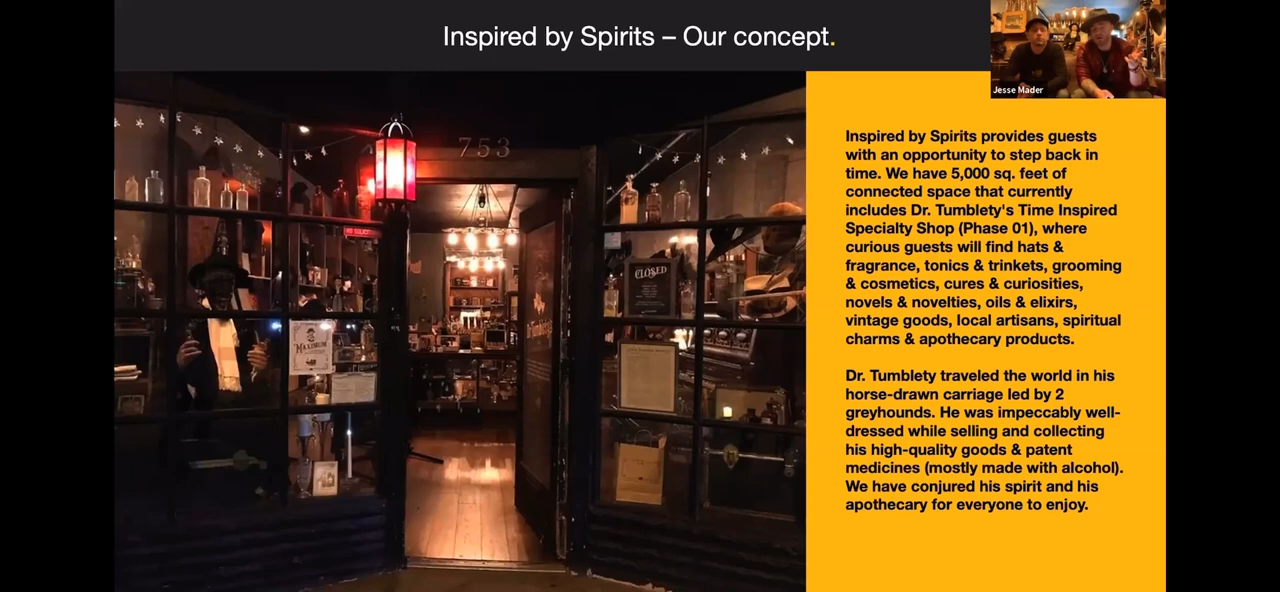 Inspired by Spirits – Our concept.
Jesse Mader
753
CLOSED
MAXIMUM
Inspired by Spirits provides guests
with an opportunity to step back in
time. We have 5,000 sq. feet of
connected space that currently
includes Dr. Tumblety's Time Inspired
Specialty Shop (Phase 01), where
curious guests will find hats &
fragrance, tonics & trinkets, grooming
& cosmetics, cures & curiosities,
novels & novelties, oils & elixirs,
vintage goods, local artisans, spiritual
charms & apothecary products.
Dr. Tumblety traveled the world in his
horse-drawn carriage led by 2
greyhounds. He was impeccably well-
dressed while selling and collecting
his high-quality goods & patent
medicines (mostly made with alcohol).
We have conjured his spirit and his
apothecary for everyone to enjoy.